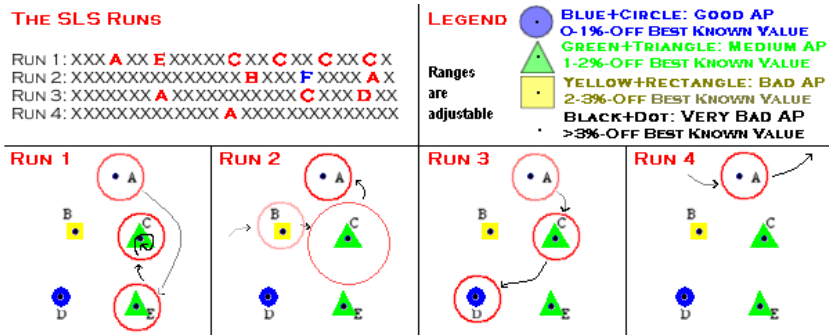 THE SLS RUNS
RUN 1: XXXAXXEXXXXXCXXCXXCXXCX
RUN 2: XXXXXXXXXXXXXXXBXXXFXXXXAX
RUN 3: XXXXXXXAXXXXXXXXXXXCXXXDXX
RUN 4: XXXXXXXXXXXXXAXXXXXXXXXXXXXX
LEGEND
Ranges
are
adjustable
BLUE+CIRCLE: GOOD AP
0-1%-OFF BEST KNOWN VALUE
GREEN+TRIANGLE: MEDIUM AP
1-2%-OFF BEST KNOWN VALUE
YELLOW+RECTANGLE: BAD AP
2-3%-OFF BEST KNOWN VALUE
BLACK+DOT: VERY BAD AP
>3%-OFF BEST KNOWN VALUE
RUN 1
A
B
C
D
E
RUN 2
A
B
C
D
E
RUN 3
A
B
C
D
E
RUN 4
A
B
C
D
E